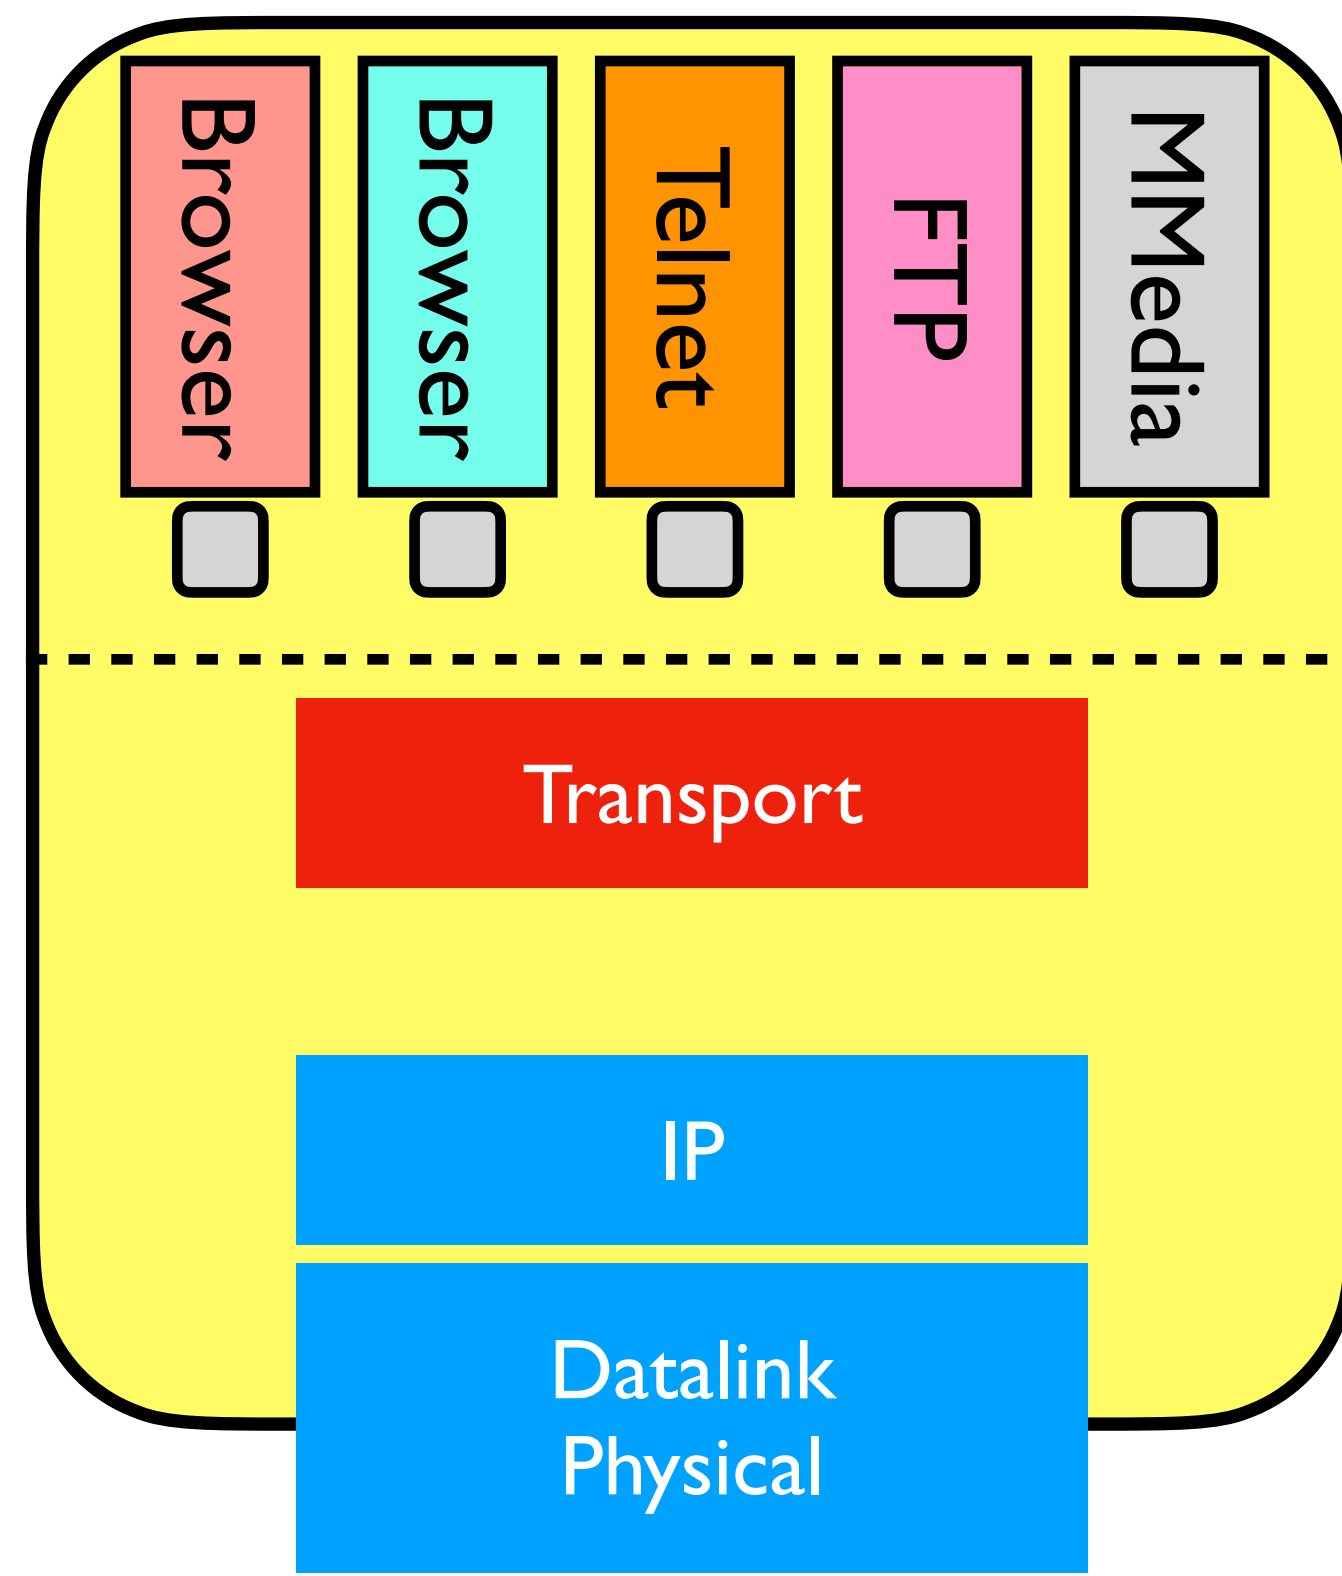 Browser
Browser
Telnet
FTP
MMedia
Transport
IP
Datalink
Physical